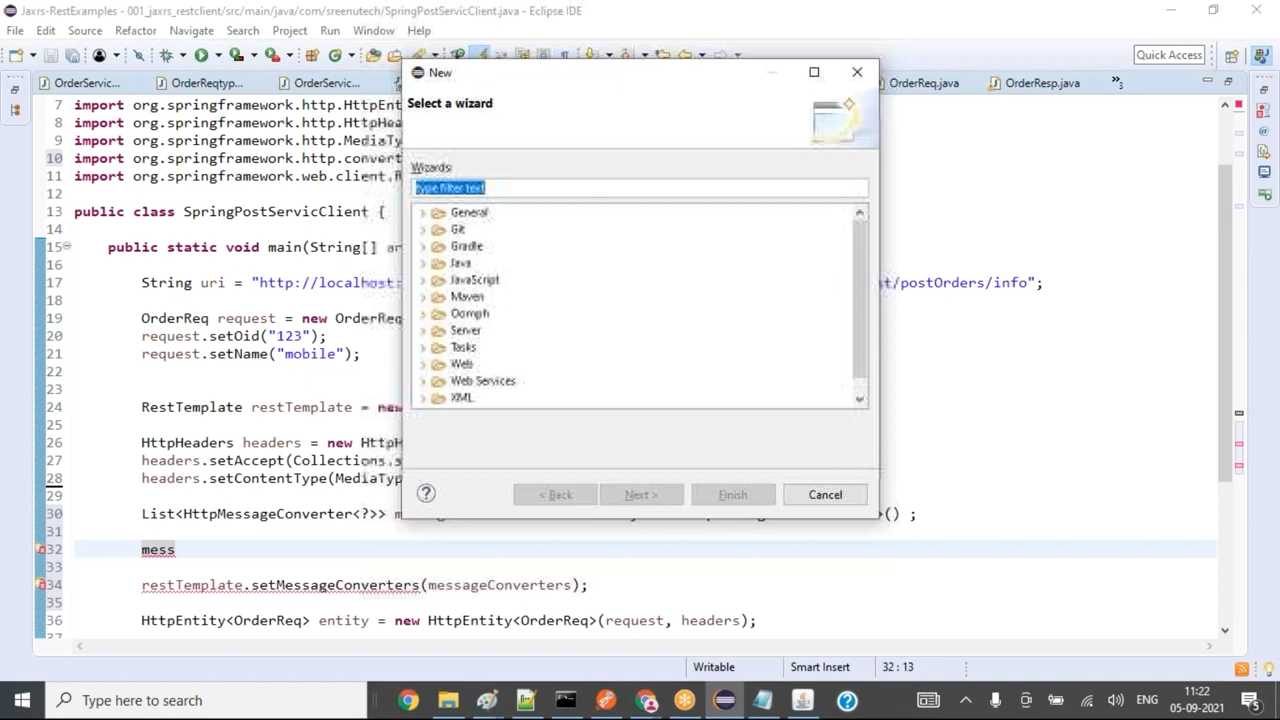 Jaxrs-RestExamples - 001_jaxrs_restclient/src/main/java/com/sreenutech/SpringPostServicClient.java - Eclipse IDE
File Edit Source Refactor Navigate Search Project Run Window Help
Quick Access
OrderServic... OrderReqtyp... OrderServic... OrderReq.java OrderResp.java
New
Select a wizard
Wizards:
type filter text
General
Git
Gradle
Java
JavaScript
Maven
Oomph
Server
Tasks
Web
Web Services
XML
< Back Next > Finish Cancel
7 import org.springframework.http.HttpEnt
8 import org.springframework.http.HttpHe
9 import org.springframework.http.MediaTy
10 import org.springframework.http.convert
11 import org.springframework.web.client.R
12
13 public class SpringPostServicClient {
14
15 public static void main(String[] ar
16
17 String uri = "http://localhost: t/postOrders/info";
18
19 OrderReq request = new OrderReq
20 request.setOid("123");
21 request.setName("mobile");
22
23
24 RestTemplate restTemplate = new
25
26 HttpHeaders headers = new HttpH
27 headers.setAccept(Collections.s
28 headers.setContentType(MediaTyp
29
30 List<HttpMessageConverter<?>> m >() ;
31
32 mess
33
34 restTemplate.setMessageConverters(messageConverters);
35
36 HttpEntity<OrderReq> entity = new HttpEntity<OrderReq>(request, headers);
37
Writable Smart Insert 32 : 13
Type here to search
ENG
11:22
05-09-2021
5